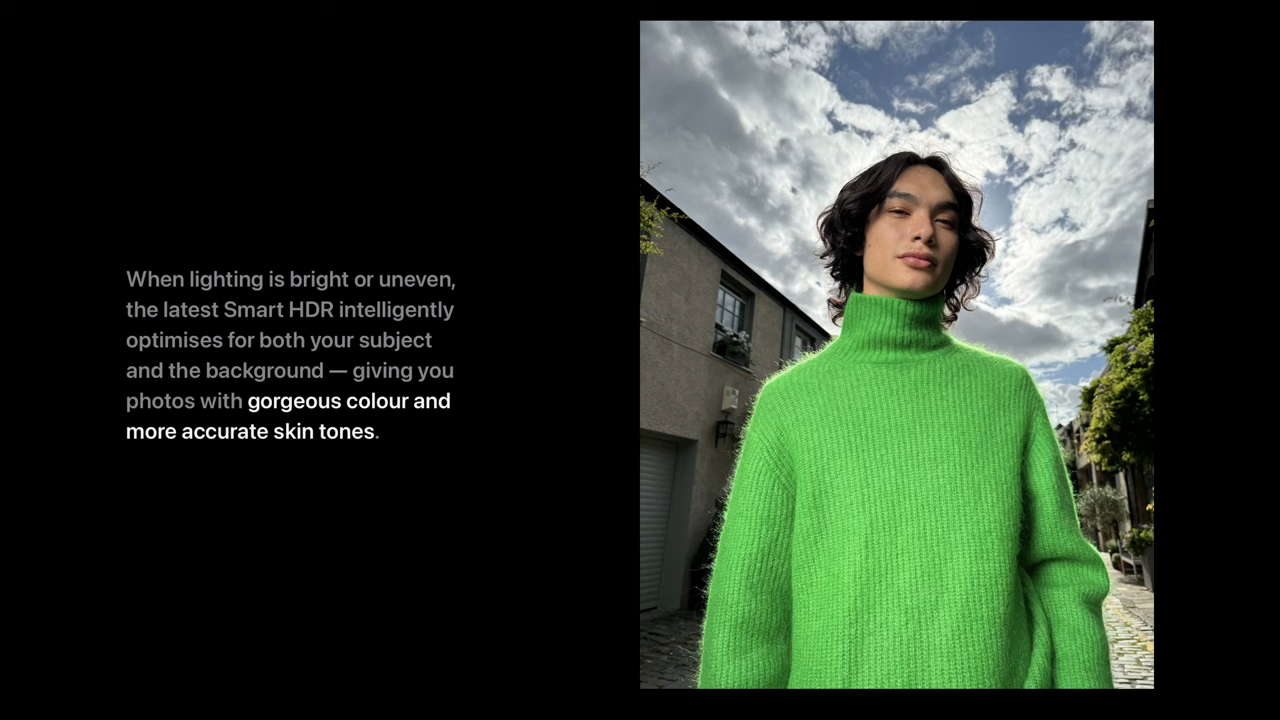 When lighting is bright or uneven,
the latest Smart HDR intelligently
optimises for both your subject
and the background — giving you
photos with gorgeous colour and
more accurate skin tones.